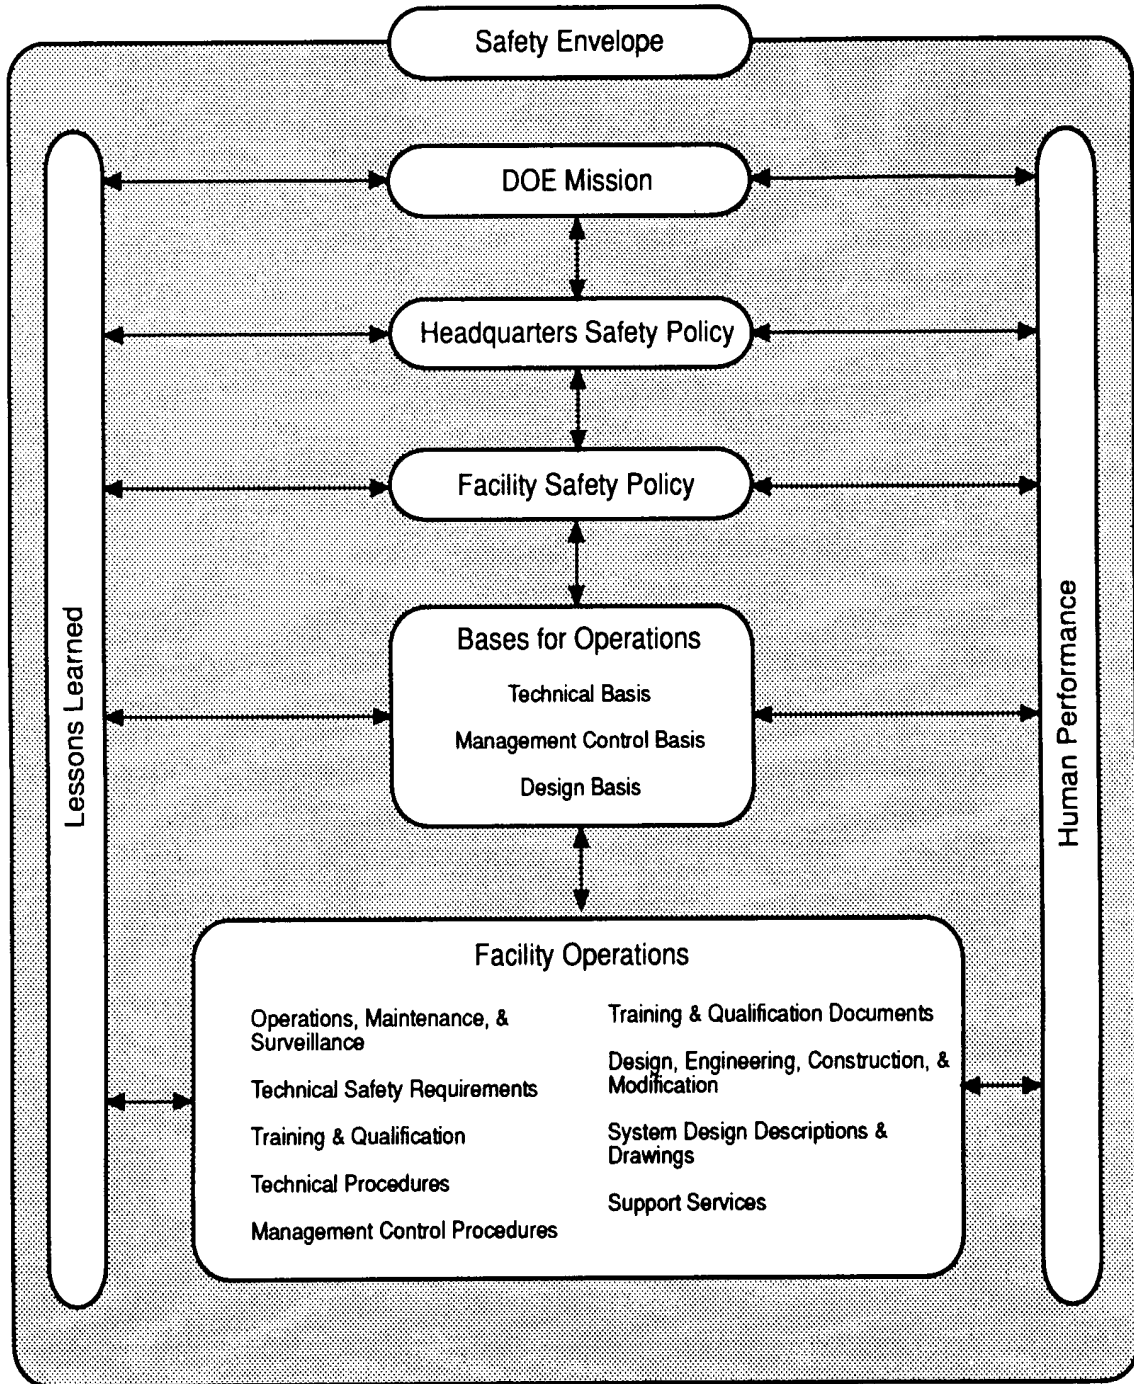 Safety Envelope
DOE Mission
Headquarters Safety Policy
Facility Safety Policy
Lessons Learned
Human Performance
Bases for Operations
Technical Basis
Management Control Basis
Design Basis
Facility Operations
Operations, Maintenance, &
Surveillance
Technical Safety Requirements
Training & Qualification
Technical Procedures
Management Control Procedures
Training & Qualification Documents
Design, Engineering, Construction, &
Modification
System Design Descriptions &
Drawings
Support Services